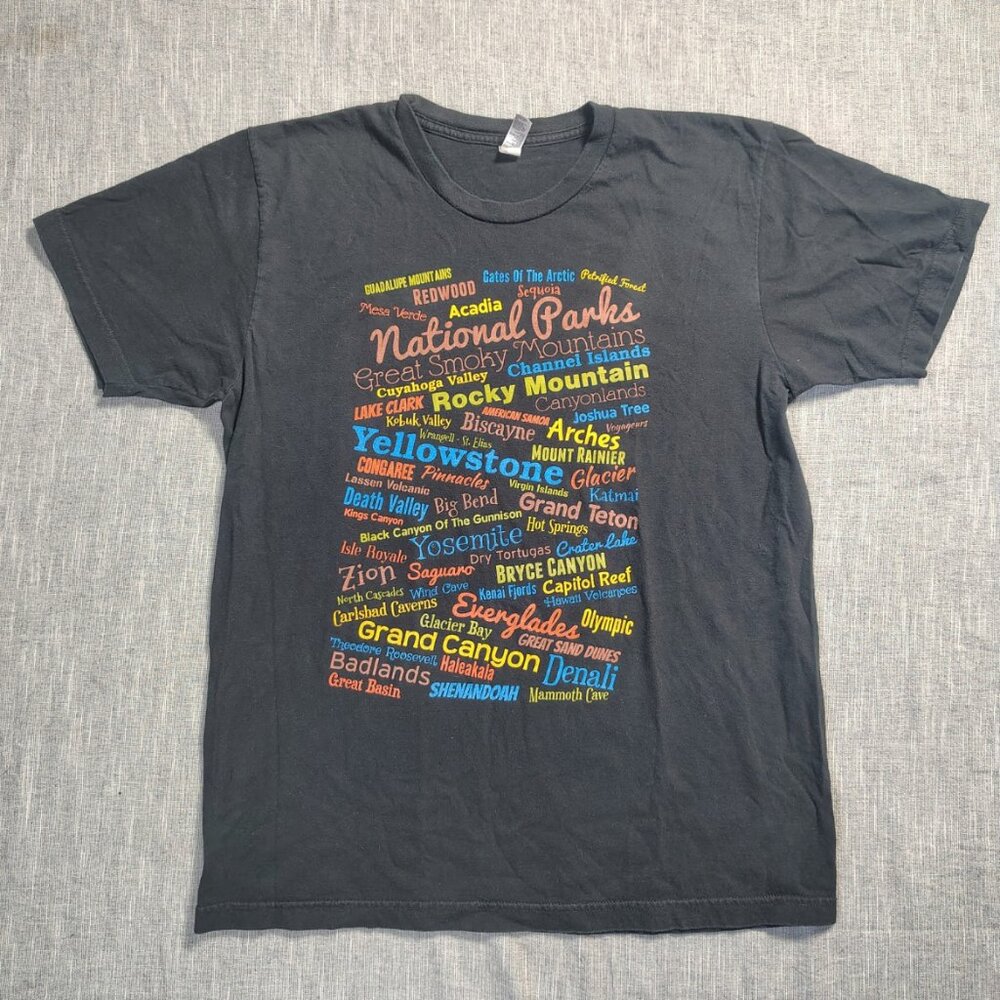 GUADALUPE MOUNTAINS Gates Of The Arctic Petrified Forest
REDWOOD Sequoia
Mesa Verde Acadia
National Parks
Great Smoky Mountains
Cuyahoga Valley Channel Islands
Rocky Mountain Canyonlands
LAKE CLARK AMERICAN SAMOA Joshua Tree
Kobuk Valley Biscayne Arches Voyageurs
Wrangell - St. Elias
Yellowstone MOUNT RAINIER
CONGAREE Pinnacles Glacier
Lassen Volcanic Virgin Islands Katmai
Death Valley Big Bend Grand Teton
Kings Canyon
Black Canyon Of The Gunnison Hot Springs
Isle Royale Yosemite Dry Tortugas Crater Lake
Zion Saguaro BRYCE CANYON
North Cascades Wind Cave Kenai Fjords Capitol Reef
Hawaii Volcanoes
Carlsbad Caverns Everglades Olympic
Glacier Bay
Grand Canyon GREAT SAND DUNES
Theodore Roosevelt
Badlands Haleakala Denali
Great Basin SHENANDOAH Mammoth Cave